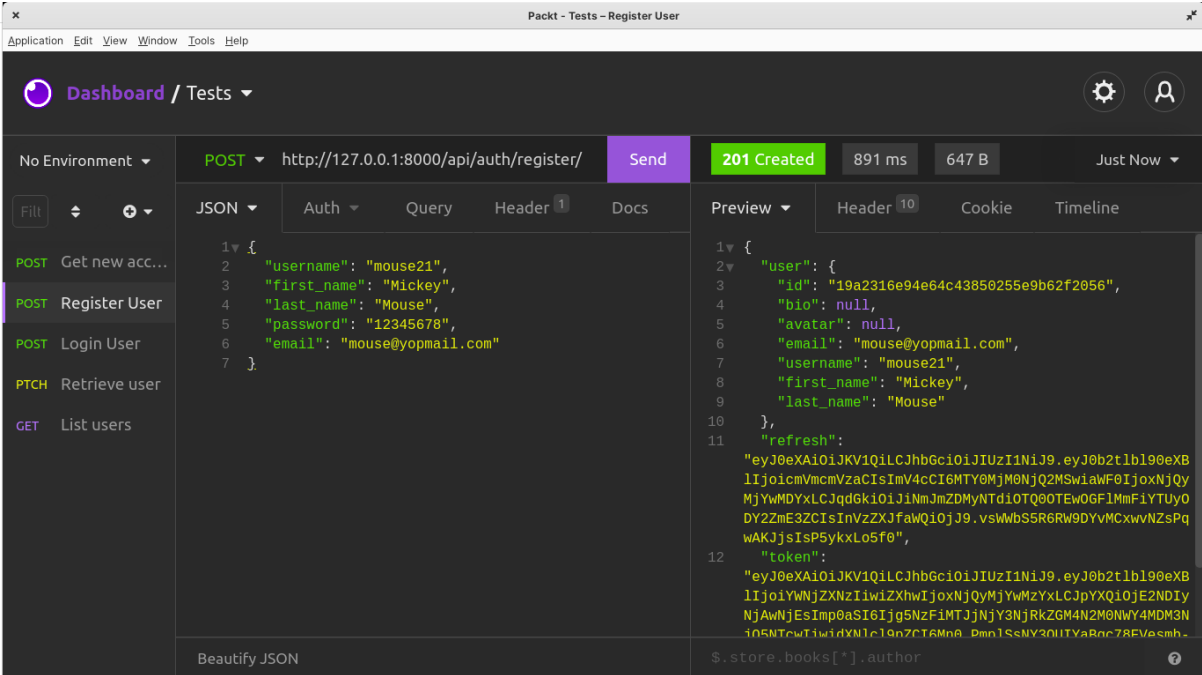 Packt - Tests – Register User
Application Edit View Window Tools Help
Dashboard / Tests
No Environment
POST http://127.0.0.1:8000/api/auth/register/ Send
201 Created 891 ms 647 B Just Now
Filt
JSON Auth Query Header 1 Docs
Preview Header 10 Cookie Timeline
POST Get new acc...
POST Register User
POST Login User
PTCH Retrieve user
GET List users
1 {
2 "username": "mouse21",
3 "first_name": "Mickey",
4 "last_name": "Mouse",
5 "password": "12345678",
6 "email": "mouse@yopmail.com"
7 }
1 {
2 "user": {
3 "id": "19a2316e94e64c43850255e9b62f2056",
4 "bio": null,
5 "avatar": null,
6 "email": "mouse@yopmail.com",
7 "username": "mouse21",
8 "first_name": "Mickey",
9 "last_name": "Mouse"
10 },
11 "refresh":
"eyJ0eXAiOiJKV1QiLCJhbGciOiJIUzI1NiJ9.eyJ0b2tlbl90eXB
lIjoicmVmcmVzaCIsImV4cCI6MTY0MjM0NjQ2MSwiaWF0IjoxNjQy
MjYwMDYxLCJqdGkiOiJiNmJmZDMyNTdiOTQ0OTEwOGFlMmFiYTUyO
DY2ZmE3ZCIsInVzZXJfaWQiOjJ9.vsWWbS5R6RW9DYvMCxwvNZsPq
wAKJjsIsP5ykxLo5f0",
12 "token":
"eyJ0eXAiOiJKV1QiLCJhbGciOiJIUzI1NiJ9.eyJ0b2tlbl90eXB
lIjoiYWNjZXNzIiwiZXhwIjoxNjQyMjYwMzYxLCJpYXQiOjE2NDIy
NjAwNjEsImp0aSI6Ijg5NzFiMTJjNjY3NjRkZGM4N2M0NWY4MDM3N
Beautify JSON
$.store.books[*].author